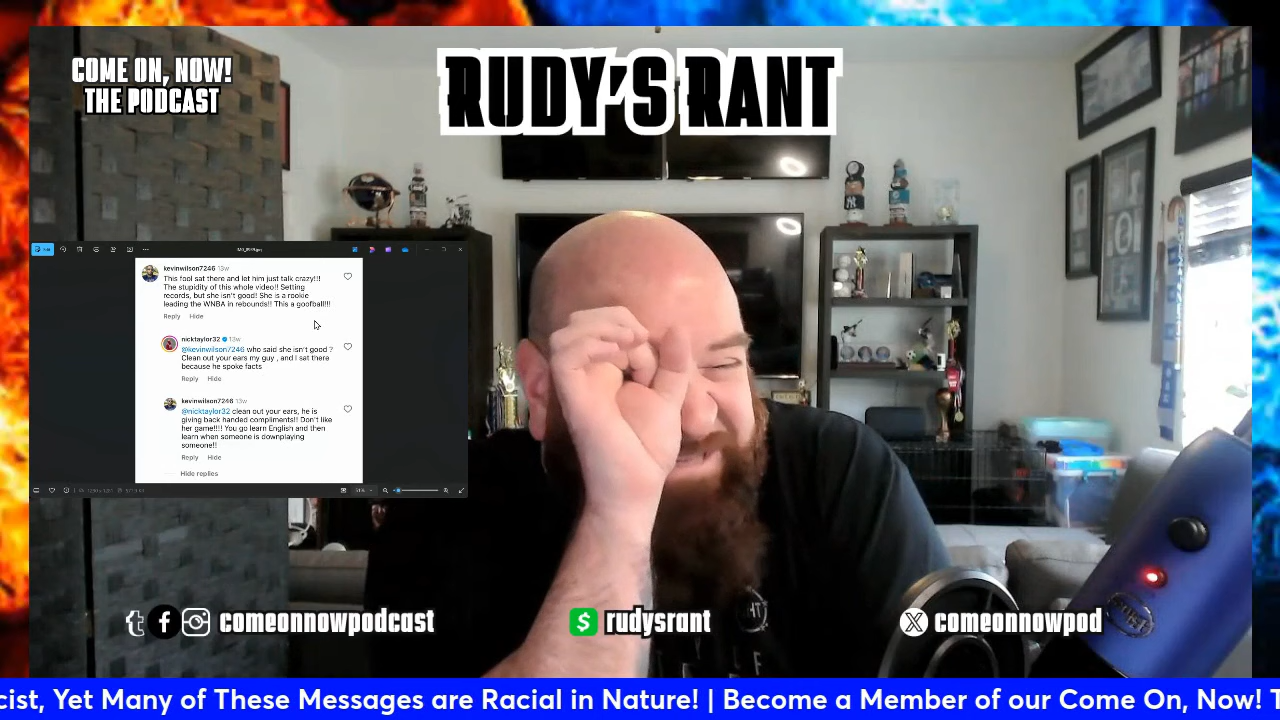 COME ON, NOW!
THE PODCAST
RUDY'S RANT
kevinwilson7246 13w
This fool sat there and let him just talk crazy!!!
The stupidity of this whole video!! Setting
records, but she isn't good! She is a rookie
leading the WNBA in rebounds!! This a goofball!!!
Reply Hide
nicktaylor32 13w
@kevinwilson7246 who said she isn't good ?
Clean out your ears my guy , and I sat there
because he spoke facts
Reply Hide
kevinwilson7246 13w
@nicktaylor32 clean out your ears, he is
giving back handed compliments!! Don't like
her game!!!! You go learn English and then
learn when someone is downplaying
someone!!
Reply Hide
Hide replies
comeonnowpodcast
rudysrant
comeonnowpod
cist, Yet Many of These Messages are Racial in Nature! | Become a Member of our Come On, Now! T